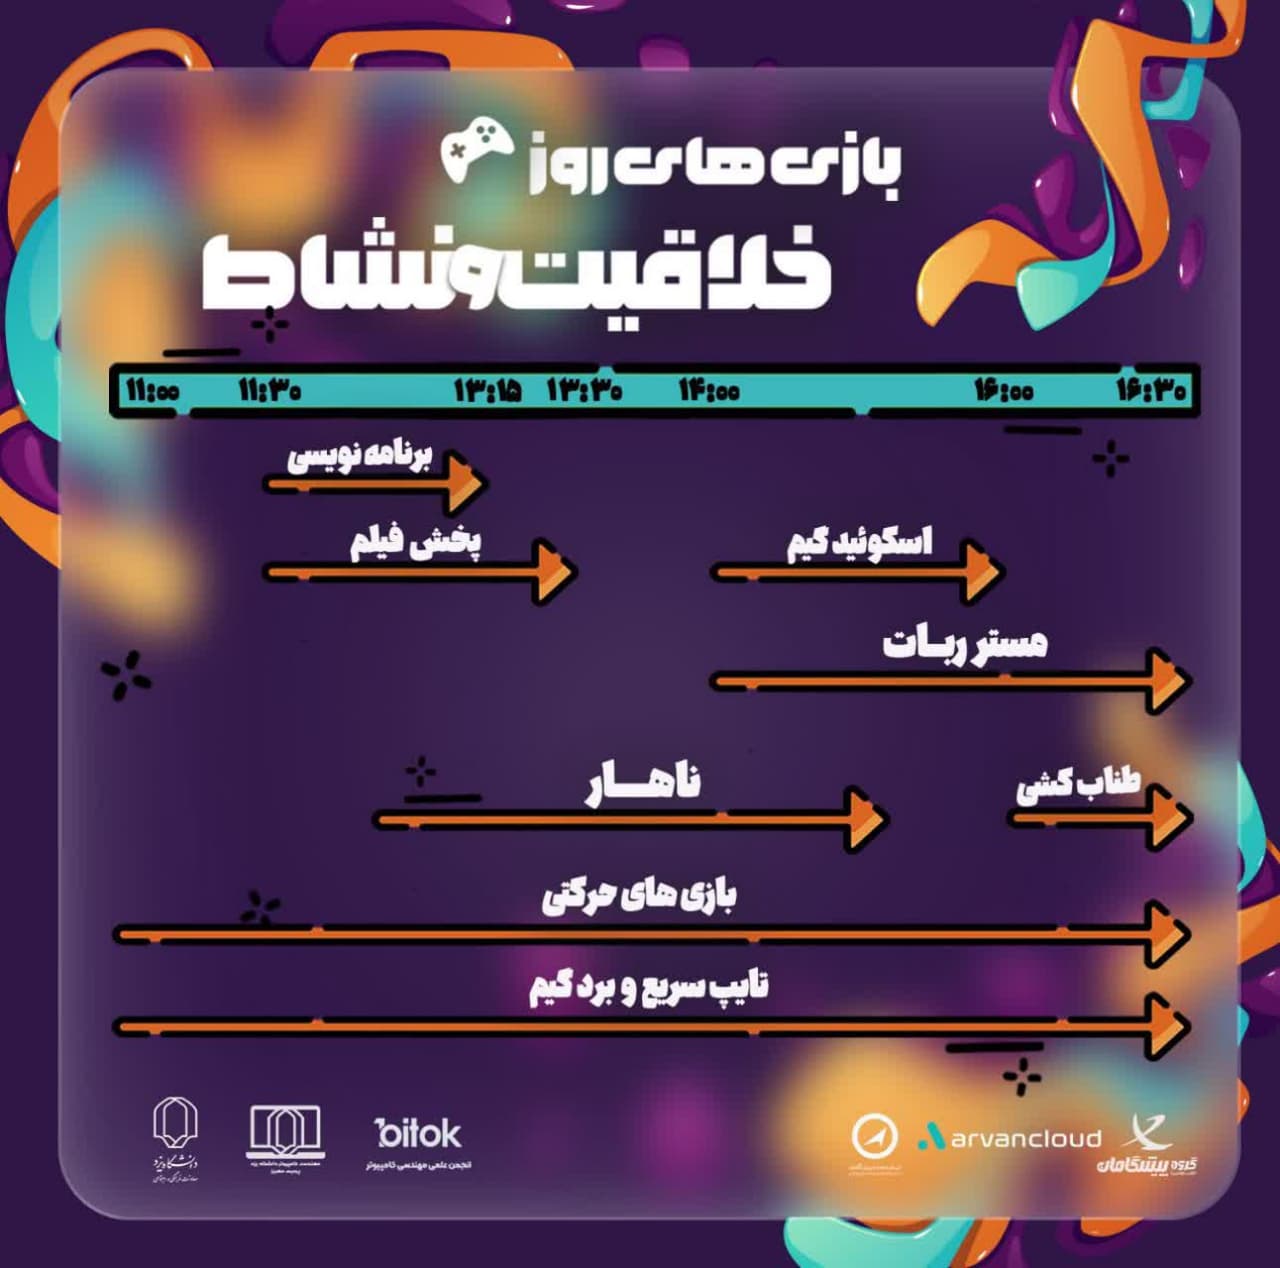 بازی های روز
خلاقیت و نشاط
۱۱:۰۰ ۱۱:۳۰ ۱۳:۱۵ ۱۳:۳۰ ۱۴:۰۰ ۱۶:۰۰ ۱۶:۳۰
برنامه نویسی
پخش فیلم
اسکوئید گیم
مستر ربات
ناهار
طناب کشی
بازی های حرکتی
تایپ سریع و برد گیم
دانشگاه یزد
bitok
انجمن علمی مهندسی کامپیوتر
arvancloud
گروه پیشگامان